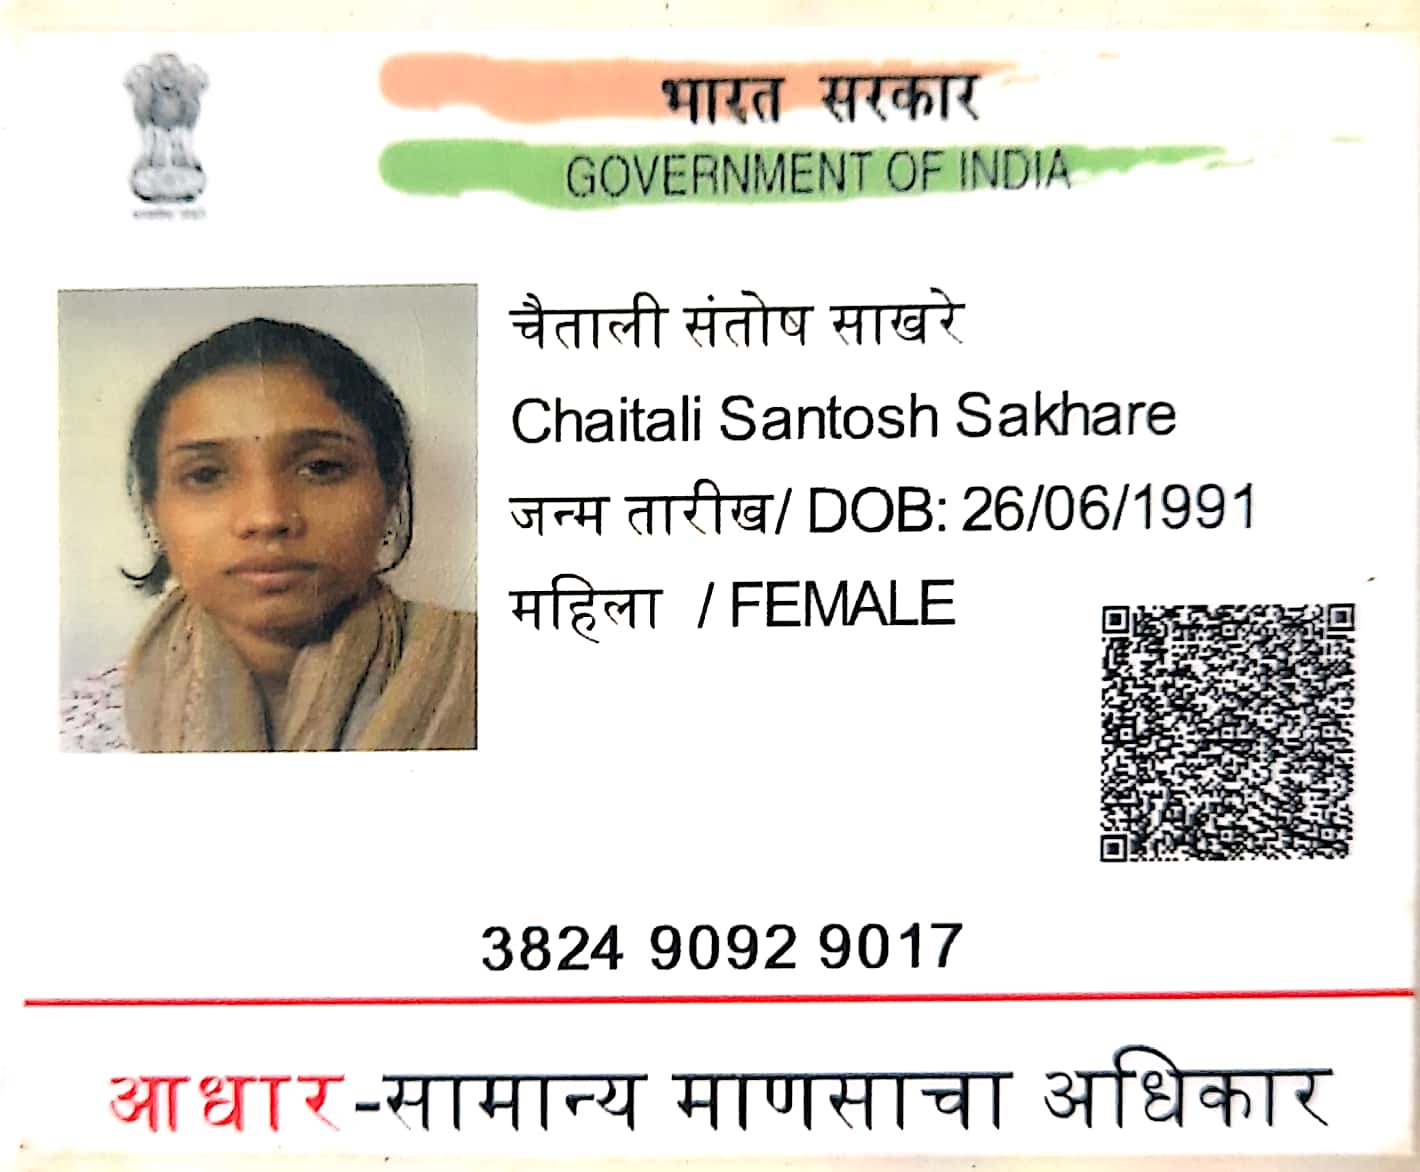 भारत सरकार
GOVERNMENT OF INDIA
चैताली संतोष साखरे
Chaitali Santosh Sakhare
जन्म तारीख/ DOB: 26/06/1991
महिला / FEMALE
3824 9092 9017
आधार-सामान्य माणसाचा अधिकार